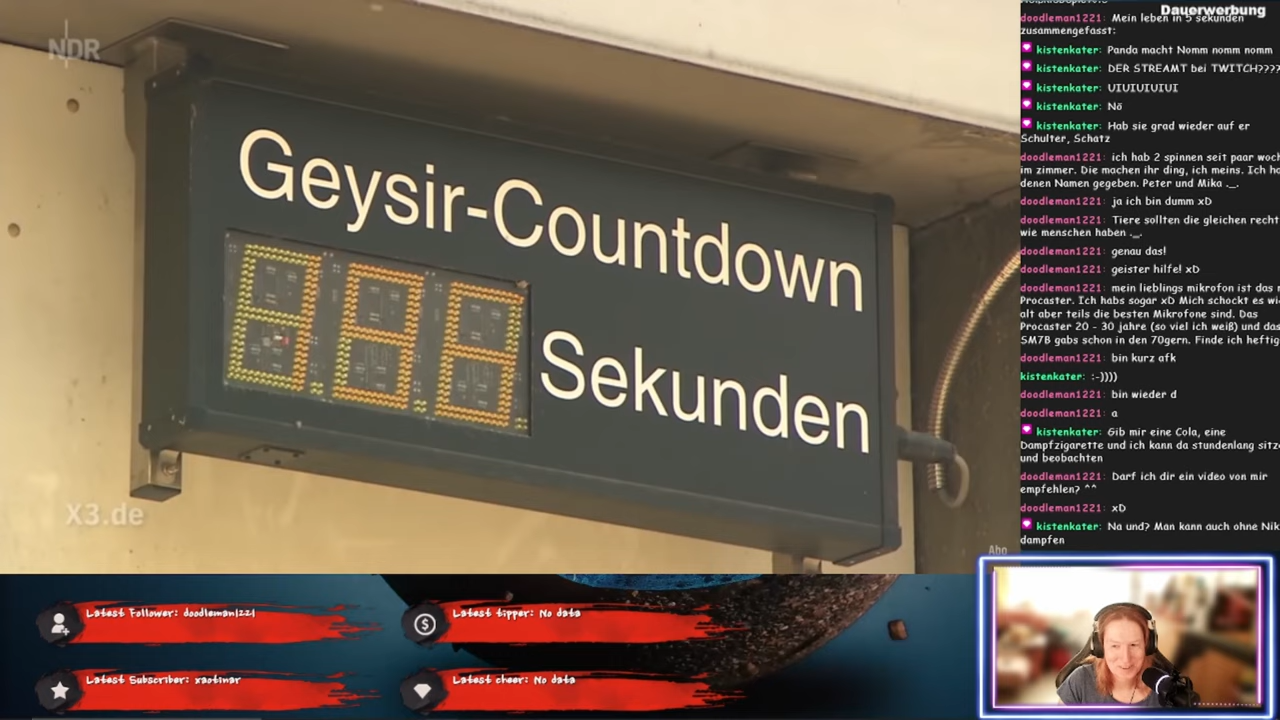 NDR
Geysir-Countdown
Sekunden
X3.de
Abo
Dauerwerbung
doodleman1221: Mein leben in 5 sekunden
zusammengefasst:
kistenkater: Panda macht Nomm nomm nomm
kistenkater: DER STREAMT bei TWITCH????
kistenkater: UIUIUIUIUI
kistenkater: Nö
kistenkater: Hab sie grad wieder auf er
Schulter, Schatz
doodleman1221: ich hab 2 spinnen seit paar
im zimmer. Die machen ihr ding, ich meins. Ich
denen Namen gegeben. Peter und Mika ._.
doodleman1221: ja ich bin dumm xD
doodleman1221: Tiere sollten die gleichen
wie menschen haben ._.
doodleman1221: genau das!
doodleman1221: geister hilfe! xD
doodleman1221: mein lieblings mikrofon ist das
Procaster. Ich habs sogar xD Mich schockt es
alt aber teils die besten Mikrofone sind. Das
Procaster 20 - 30 jahre (so viel ich weiß) und
SM7B gabs schon in den 70gern. Finde ich
doodleman1221: bin kurz afk
kistenkater: :-))))
doodleman1221: bin wieder d
doodleman1221: a
kistenkater: Gib mir eine Cola, eine
Dampfzigarette und ich kann da stundenlang
und beobachten
doodleman1221: Darf ich dir ein video von mir
empfehlen? ^^
doodleman1221: xD
kistenkater: Na und? Man kann auch ohne
dampfen
Latest Follower: doodleman1221
Latest tipper: No data
Latest Subscriber: xaotinar
Latest cheer: No data